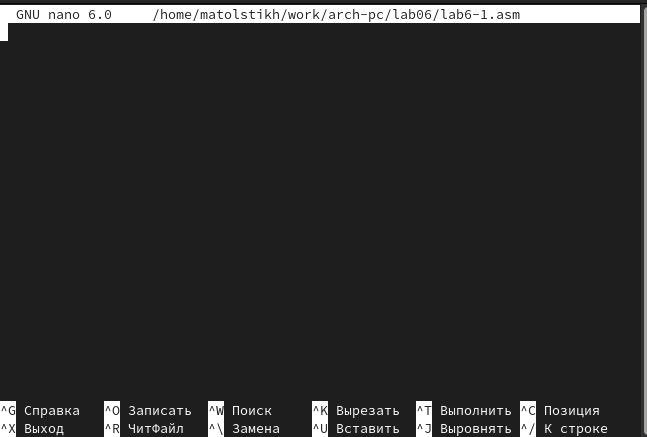 GNU nano 6.0 /home/matolstikh/work/arch-pc/lab06/lab6-1.asm
^G Справка ^O Записать ^W Поиск ^K Вырезать ^T Выполнить ^C Позиция
^X Выход ^R ЧитФайл ^\ Замена ^U Вставить ^J Выровнять ^/ К строке